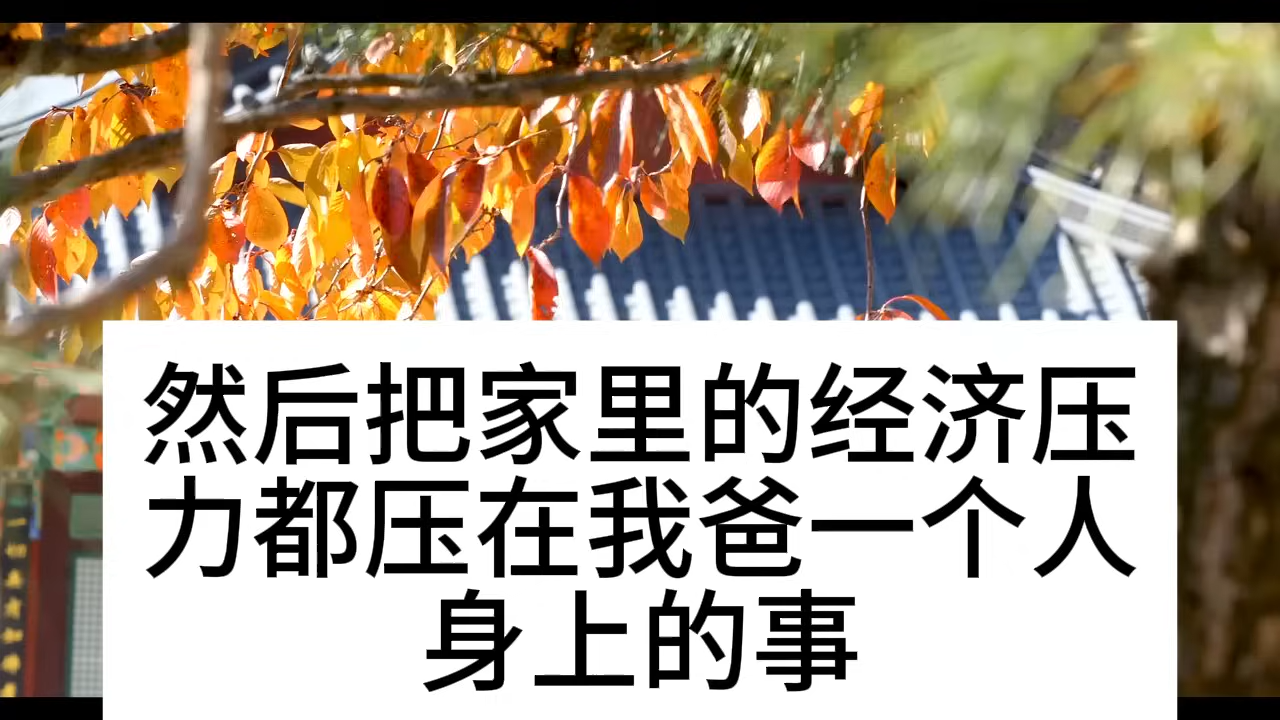 然后把家里的经济压
力都压在我爸一个人
身上的事